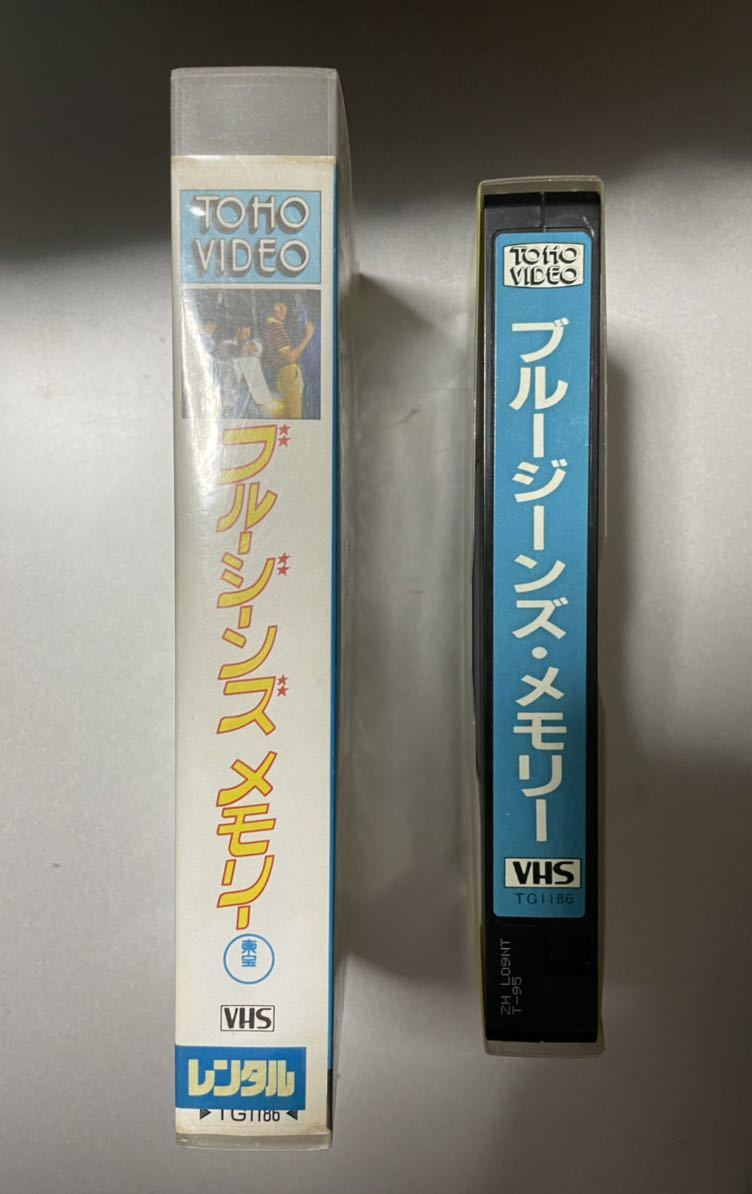 TOHO
VIDEO
ブルージーンズ メモリー
東宝
VHS
レンタル
▶TG1186◀
TOHO
VIDEO
ブルージーンズ・メモリー
VHS
TG1186
ZH L09NT
T-95